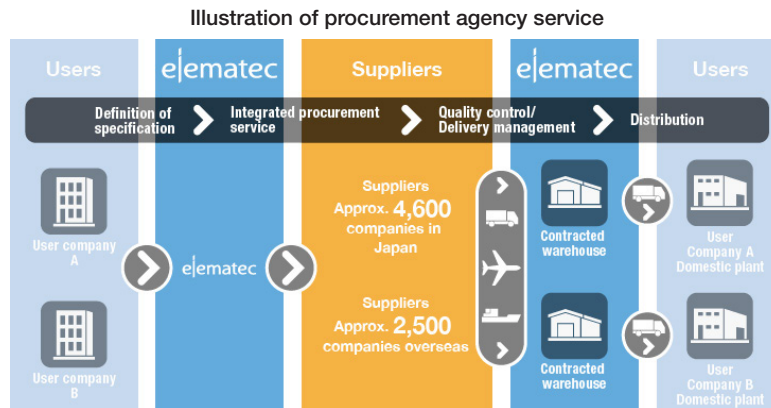 Illustration of procurement agency service
Users
elematec
Suppliers
elematec
Users
Definition of
specification
Integrated procurement
service
Quality control/
Delivery management
Distribution
User company
A
User company
B
elematec
Suppliers
Approx. 4,600
companies in
Japan
Suppliers
Approx. 2,500
companies overseas
Contracted
warehouse
Contracted
warehouse
User
Company A
Domestic plant
User
Company B
Domestic plant